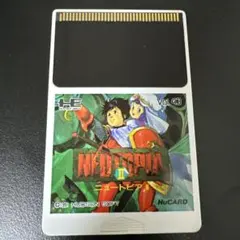 NEUTOPIA
II
ニュートピアII
HUDSON SOFT
HuCARD